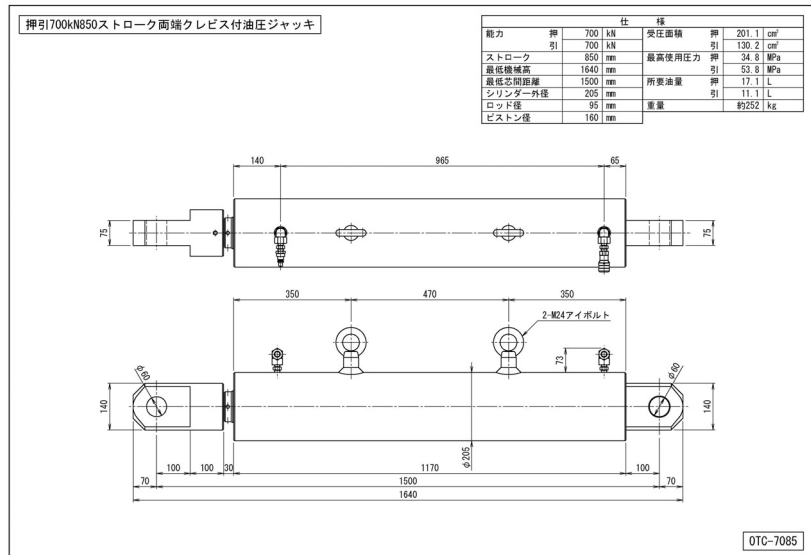 押引700kN850ストローク両端クレビス付油圧ジャッキ
仕 様
能力 押 700 kN 受圧面積 押 201.1 cm²
引 700 kN 引 130.2 cm²
ストローク 850 mm 最高使用圧力 押 34.8 MPa
最低機械高 1640 mm 引 53.8 MPa
最低芯間距離 1500 mm 所要油量 押 17.1 L
シリンダー外径 205 mm 引 11.1 L
ロッド径 95 mm 重量 約252 kg
ピストン径 160 mm
140 965 65
75 75
350 470 350
2-M24アイボルト
73
φ60 φ60
140 140
φ205
100 100 30 1170 100
70 1500 70
1640
OTC-7085